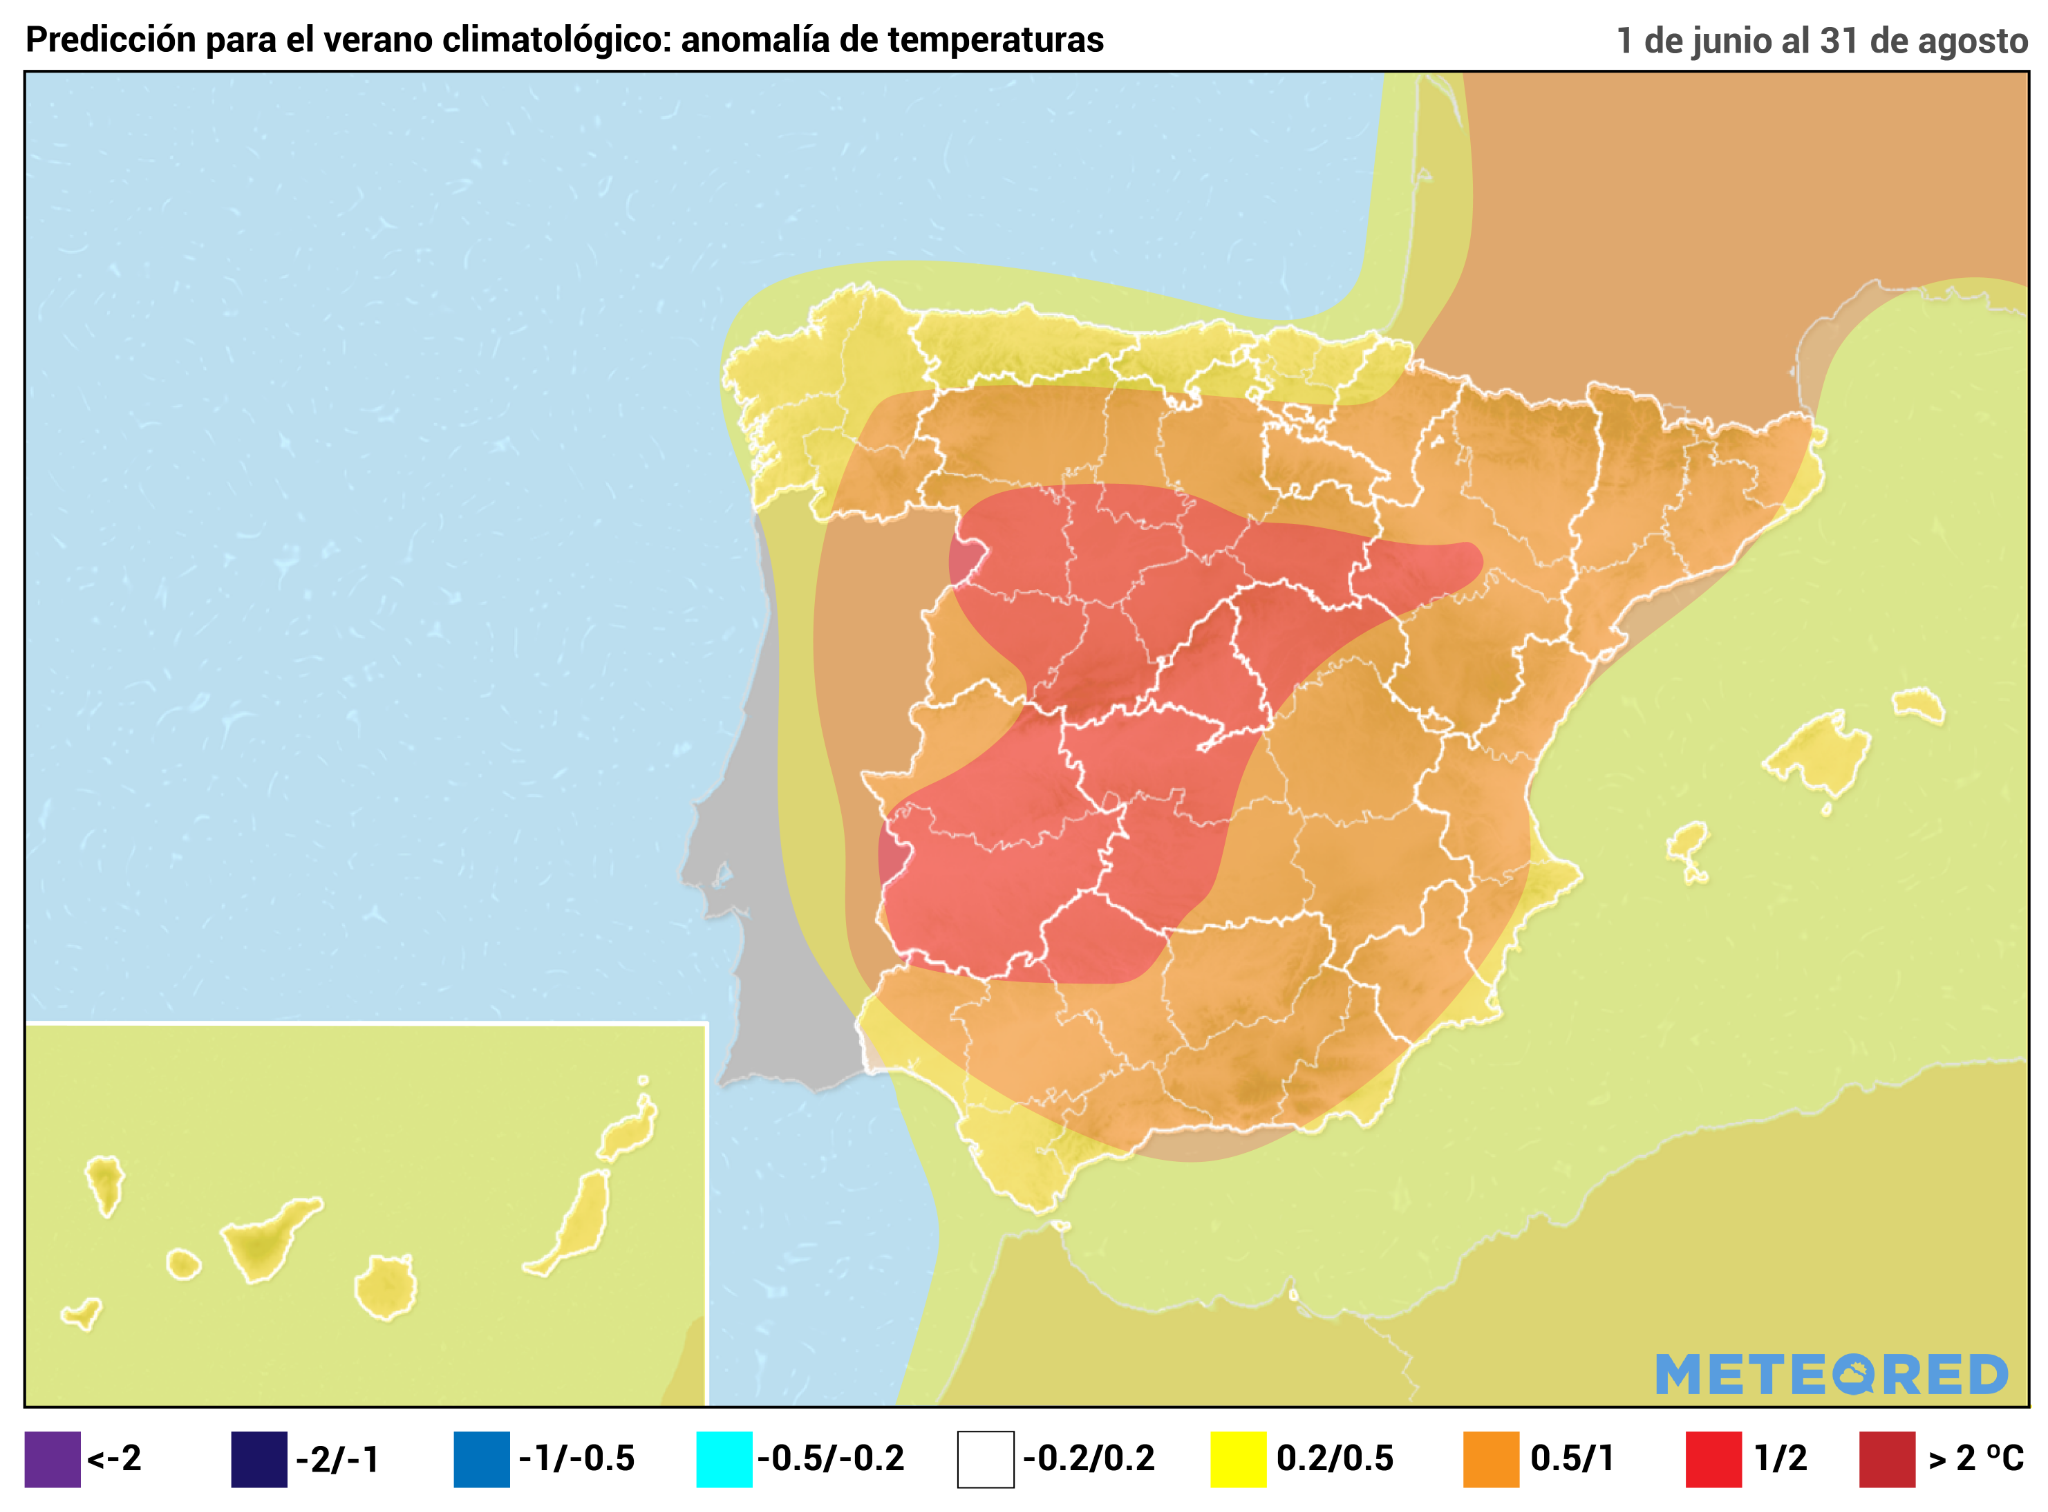 Predicción para el verano climatológico: anomalía de temperaturas
1 de junio al 31 de agosto
METEORED
<-2
-2/-1
-1/-0.5
-0.5/-0.2
-0.2/0.2
0.2/0.5
0.5/1
1/2
> 2 ºC